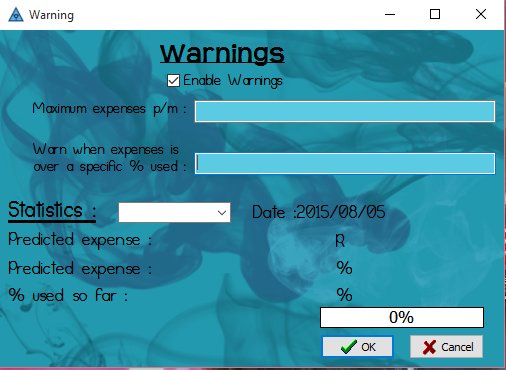 Warning
Warnings
Enable Warnings
Maximum expenses p/m :
Warn when expenses is
over a specific % used :
Statistics :
Date :2015/08/05
Predicted expense :
R
Predicted expense :
%
% used so far :
%
0%
OK
Cancel